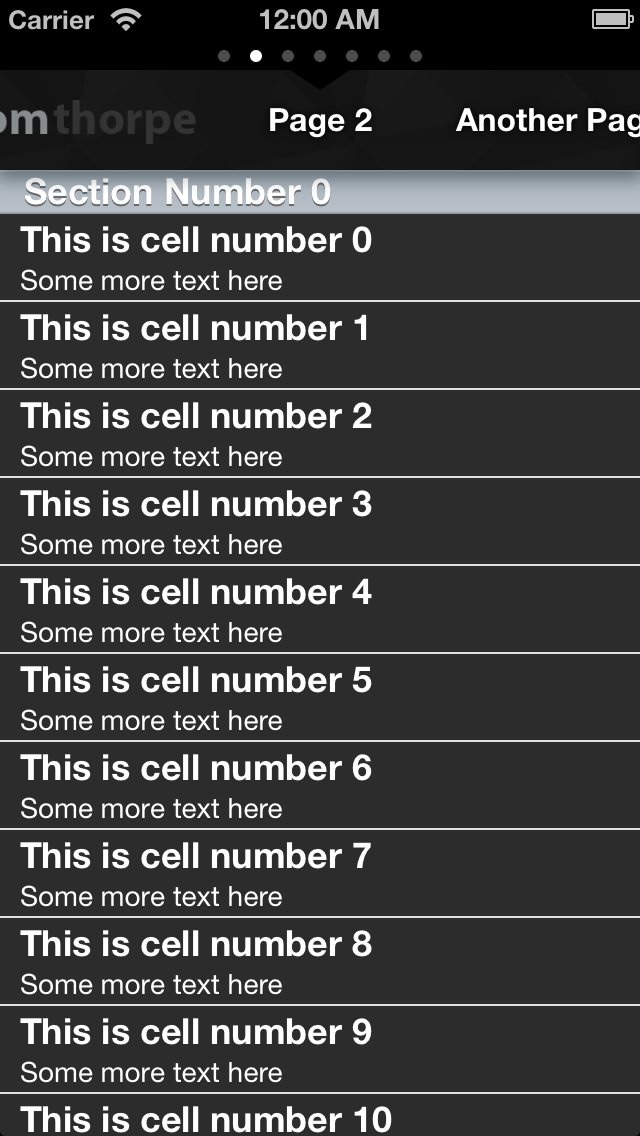 Carrier 12:00 AM
omthorpe Page 2 Another Pag
Section Number 0
This is cell number 0
Some more text here
This is cell number 1
Some more text here
This is cell number 2
Some more text here
This is cell number 3
Some more text here
This is cell number 4
Some more text here
This is cell number 5
Some more text here
This is cell number 6
Some more text here
This is cell number 7
Some more text here
This is cell number 8
Some more text here
This is cell number 9
Some more text here
This is cell number 10